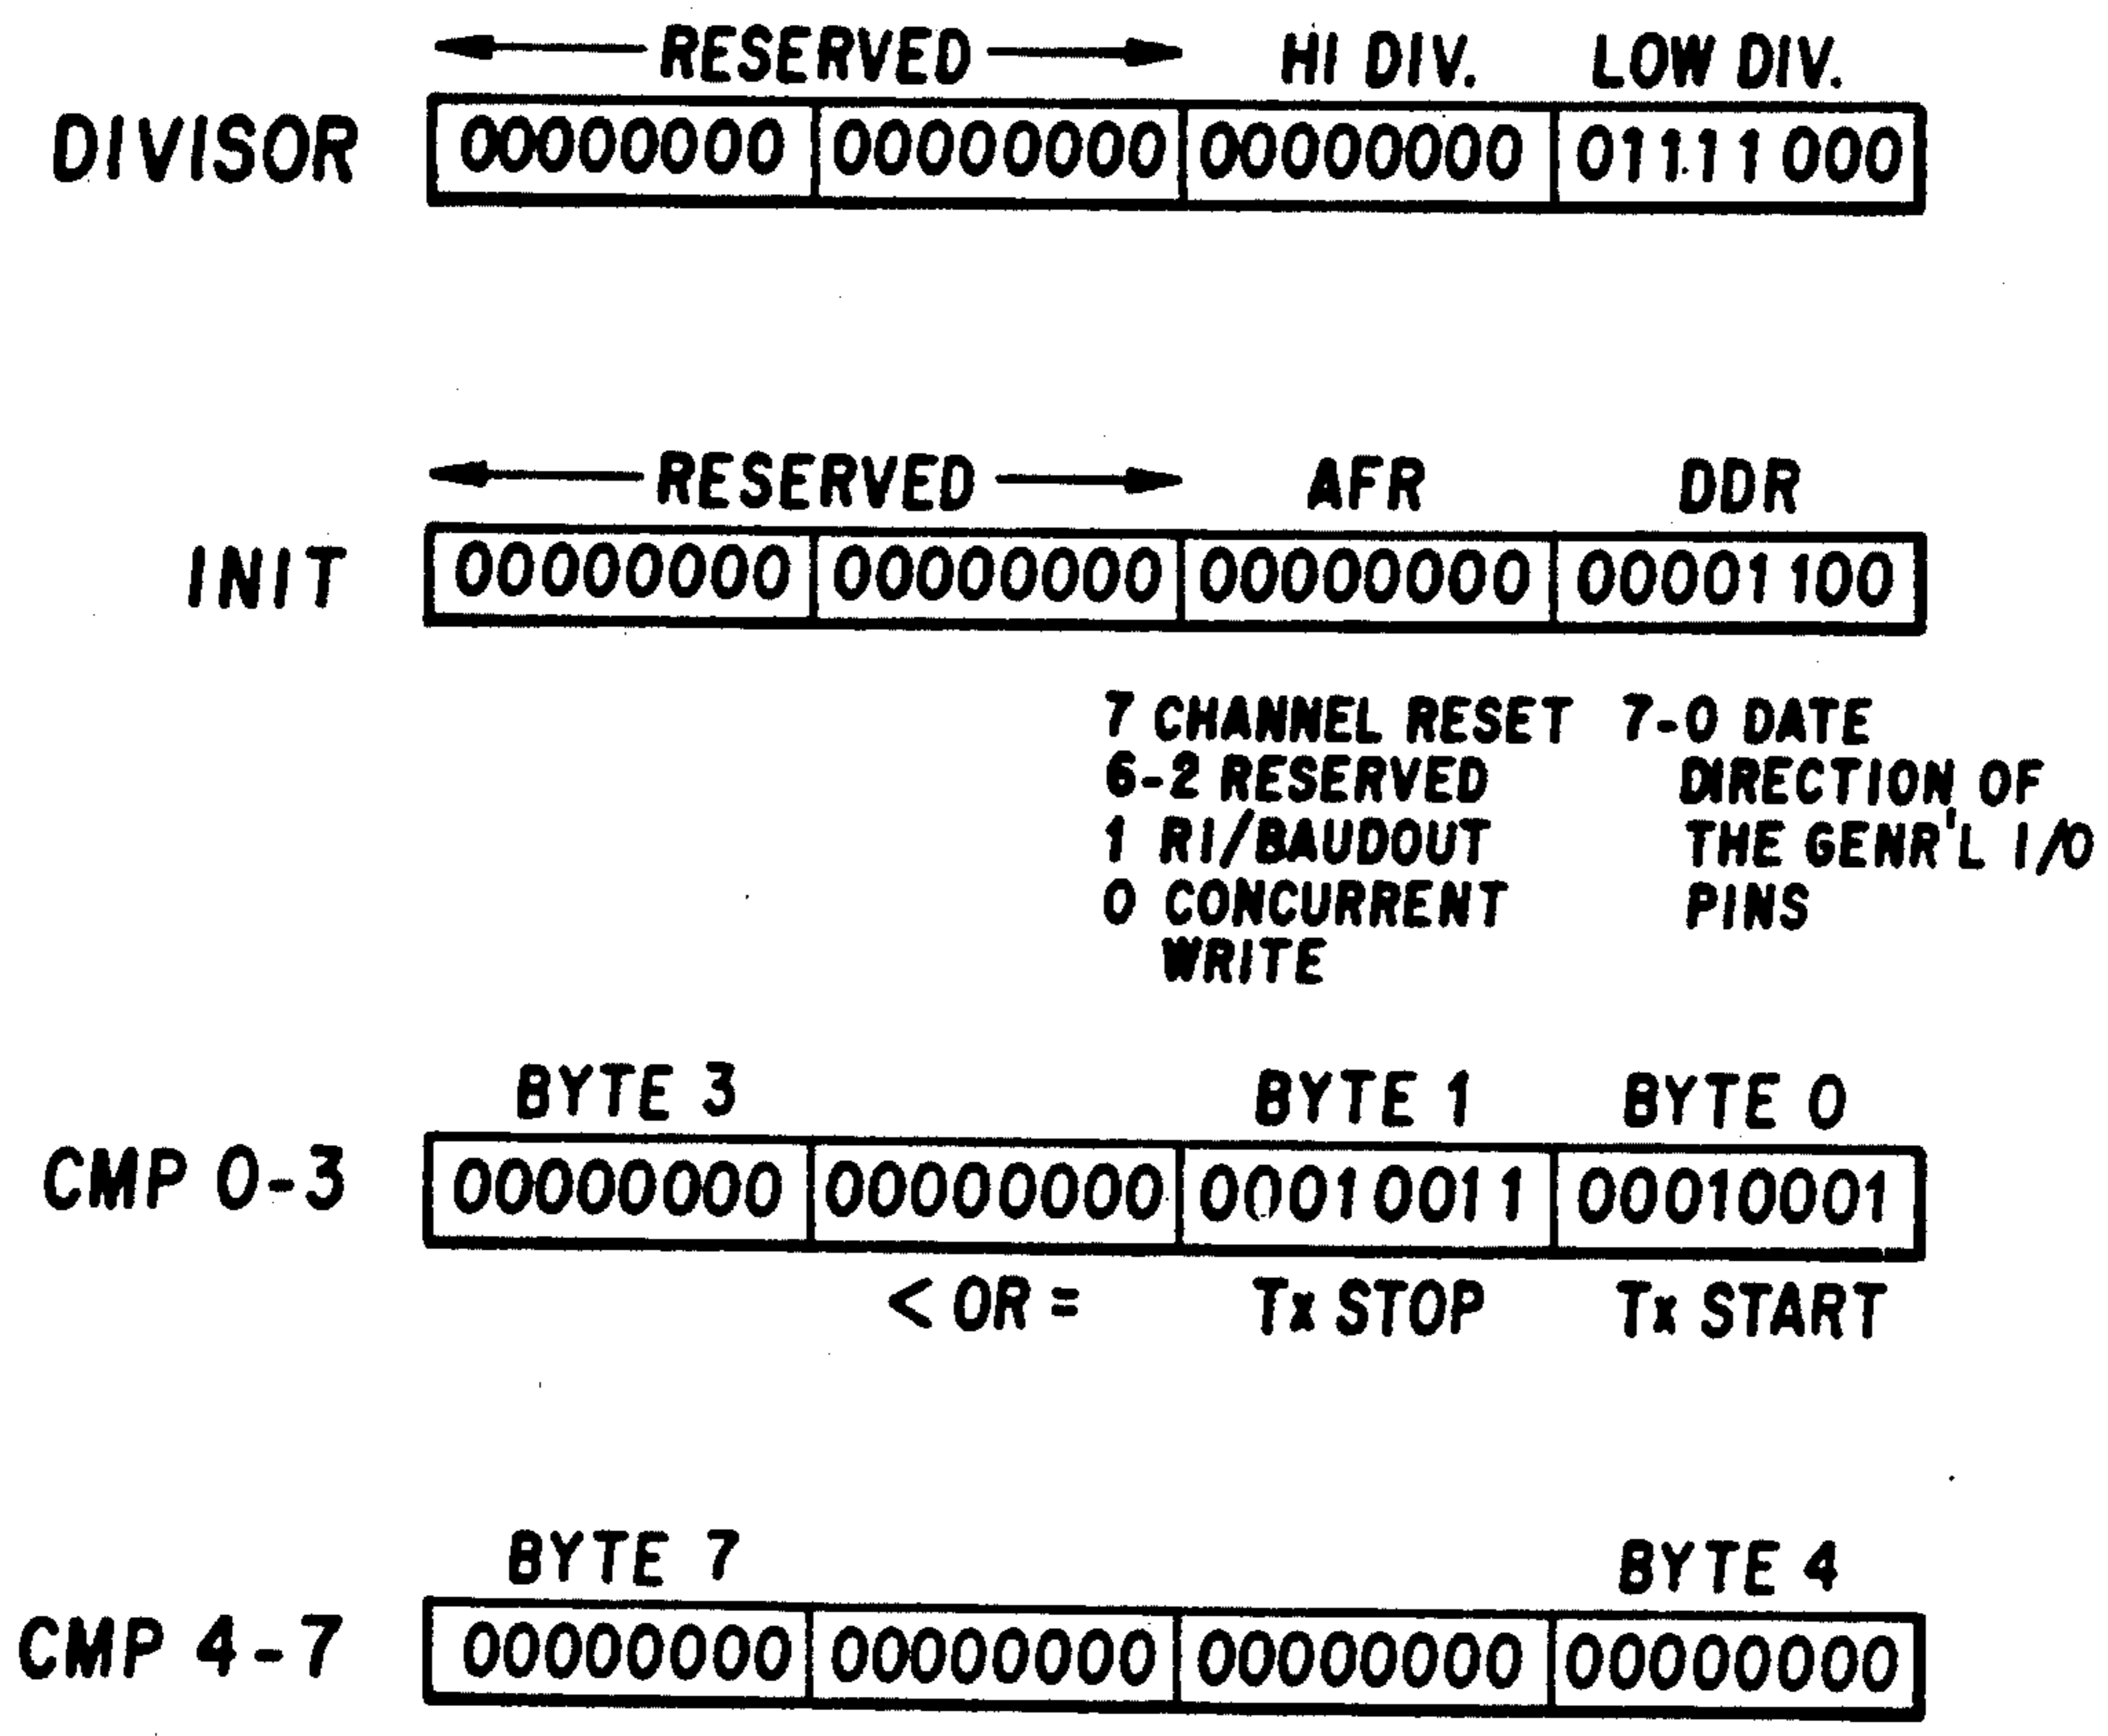 RESERVED HI DIV. LOW DIV.
DIVISOR 00000000 00000000 00000000 01111000
RESERVED AFR DDR
INIT 00000000 00000000 00000000 00001100
7 CHANNEL RESET 7-0 DATE
6-2 RESERVED DIRECTION OF
1 RI/BAUDOUT THE GENR'L I/O
0 CONCURRENT PINS
WRITE
BYTE 3 BYTE 1 BYTE 0
CMP 0-3 00000000 00000000 00010011 00010001
< OR = Tx STOP Tx START
BYTE 7 BYTE 4
CMP 4-7 00000000 00000000 00000000 00000000